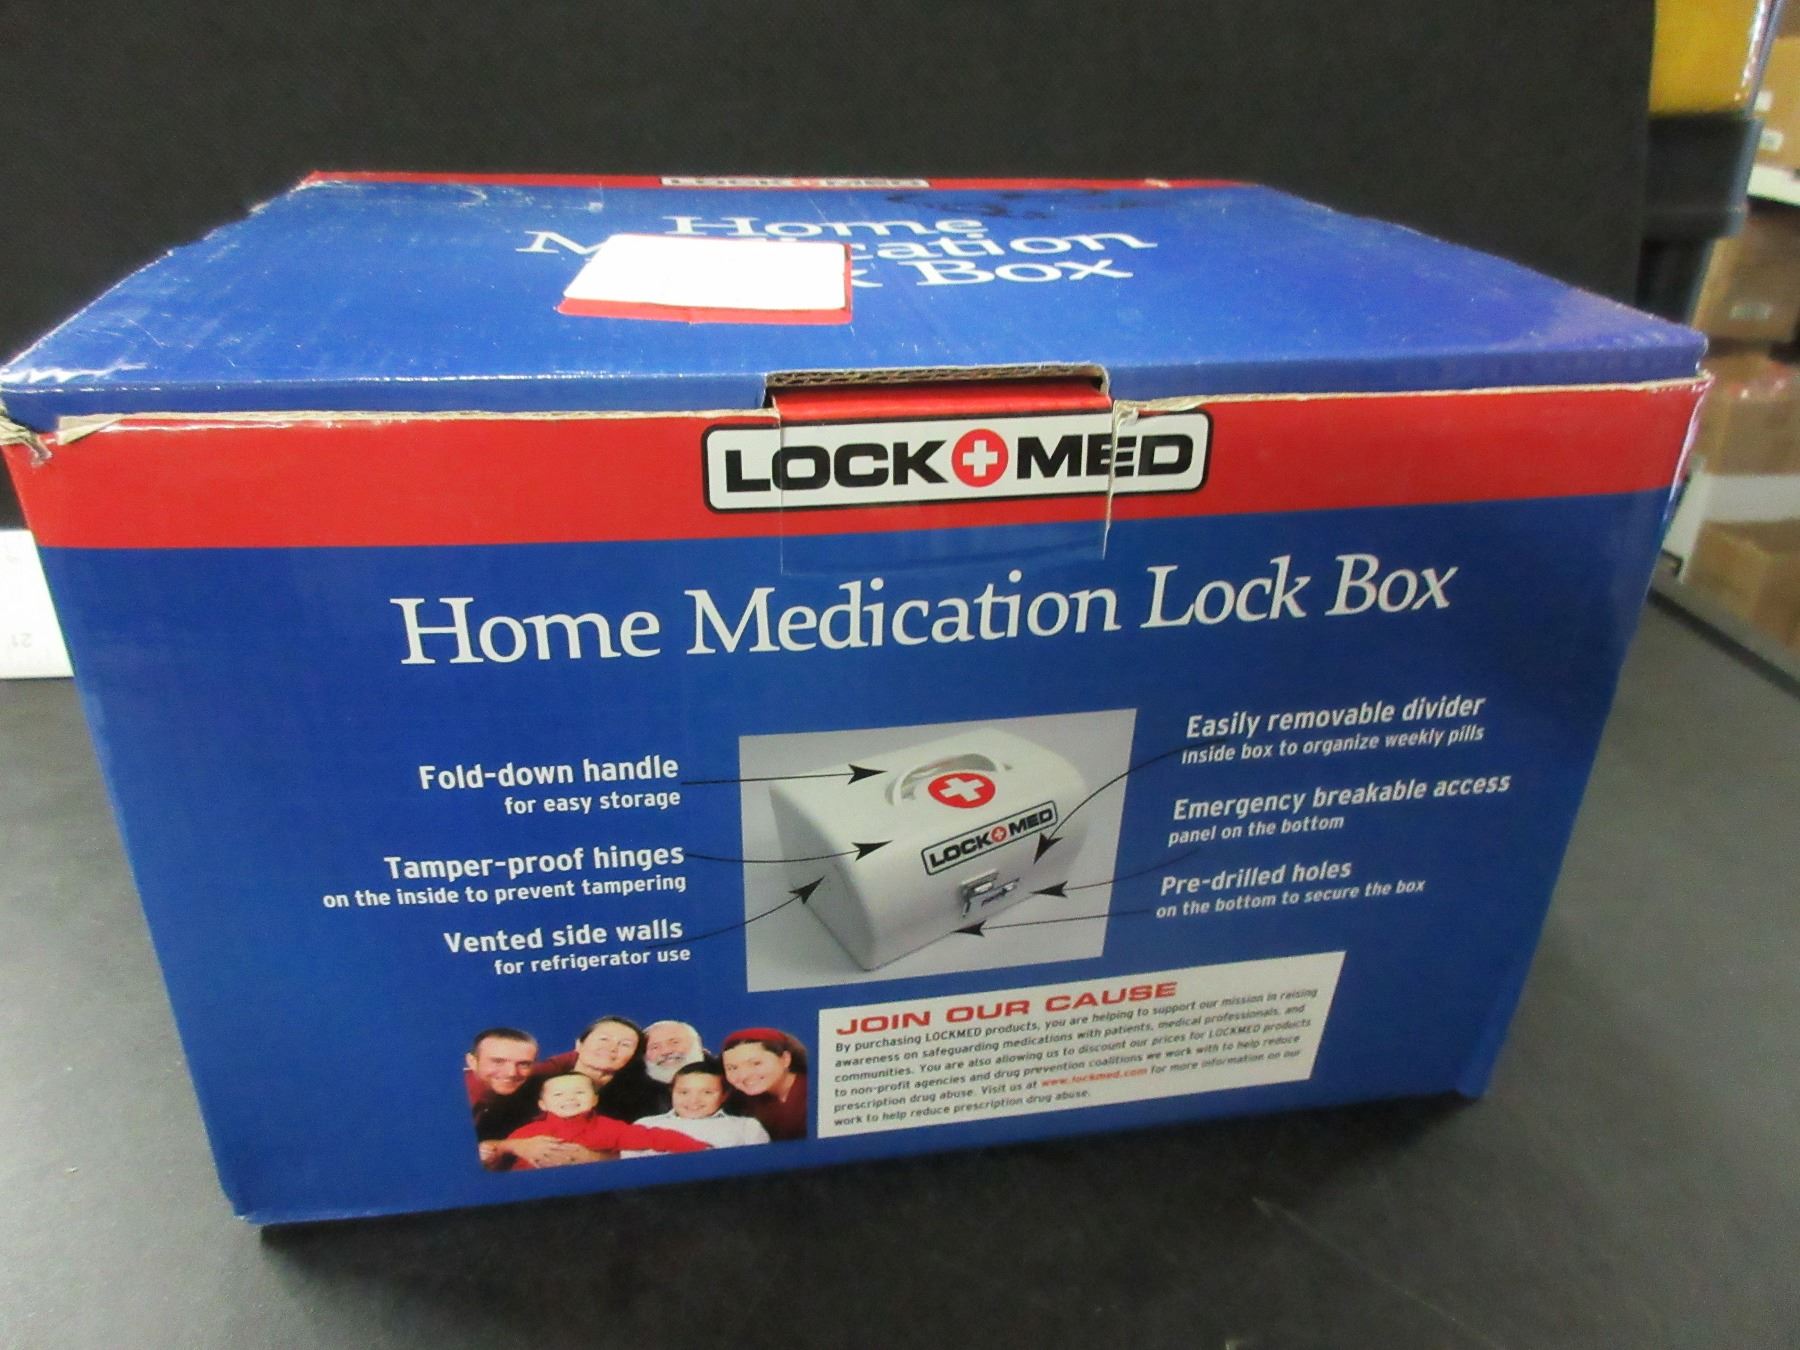 LOCK MED
Home
Medication
Box
LOCK MED
Home Medication Lock Box
Fold-down handle
for easy storage
Tamper-proof hinges
on the inside to prevent tampering
Vented side walls
for refrigerator use
LOCK MED
Easily removable divider
inside box to organize weekly pills
Emergency breakable access
panel on the bottom
Pre-drilled holes
on the bottom to secure the box
JOIN OUR CAUSE
By purchasing LOCKMED products, you are helping to support our mission in raising
awareness on safeguarding medications with patients, medical professionals, and
communities. You are also allowing us to discount our prices for LOCKMED products
to non-profit agencies and drug prevention coalitions we work with to help reduce
prescription drug abuse. Visit us at www.lockmed.com for more information on our
work to help reduce prescription drug abuse.
21